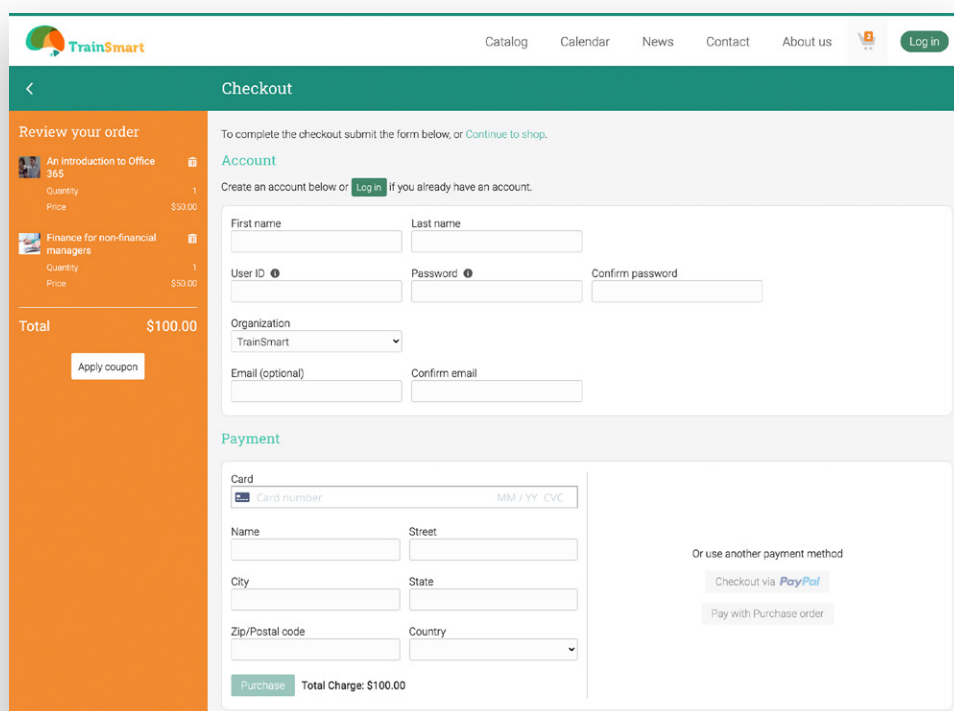 TrainSmart
Catalog Calendar News Contact About us 2 Log in
Checkout
Review your order
An introduction to Office
365
Quantity 1
Price $50.00
Finance for non-financial
managers
Quantity 1
Price $50.00
Total $100.00
Apply coupon
To complete the checkout submit the form below, or Continue to shop.
Account
Create an account below or Log in if you already have an account.
First name Last name
User ID Password Confirm password
Organization
TrainSmart
Email (optional) Confirm email
Payment
Card
Card number MM / YY CVC
Name Street
City State
Zip/Postal code Country
Purchase Total Charge: $100.00
Or use another payment method
Checkout via PayPal
Pay with Purchase order